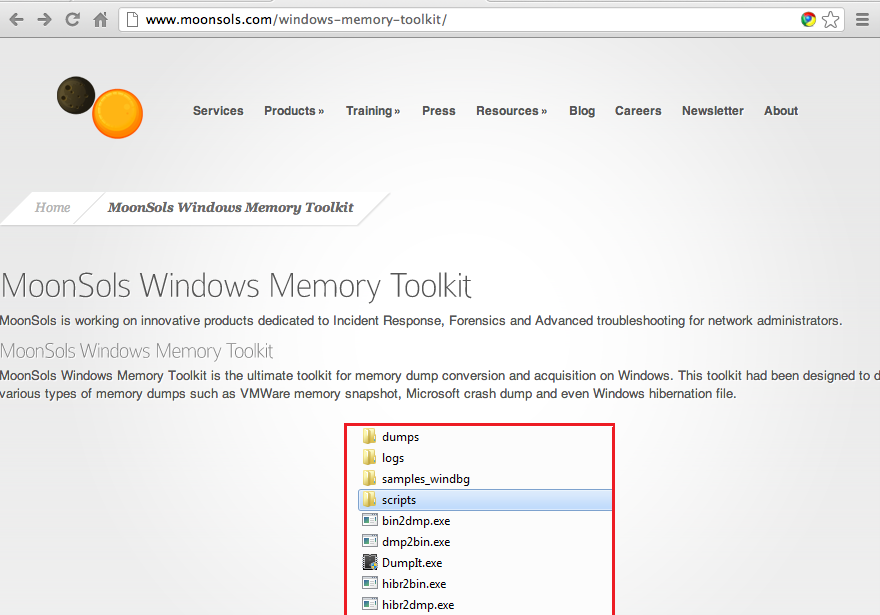 www.moonsols.com/windows-memory-toolkit/
Services Products » Training » Press Resources » Blog Careers Newsletter About
Home MoonSols Windows Memory Toolkit
MoonSols Windows Memory Toolkit
MoonSols is working on innovative products dedicated to Incident Response, Forensics and Advanced troubleshooting for network administrators.
MoonSols Windows Memory Toolkit
MoonSols Windows Memory Toolkit is the ultimate toolkit for memory dump conversion and acquisition on Windows. This toolkit had been designed to
various types of memory dumps such as VMWare memory snapshot, Microsoft crash dump and even Windows hibernation file.
dumps
logs
samples_windbg
scripts
bin2dmp.exe
dmp2bin.exe
DumpIt.exe
hibr2bin.exe
hibr2dmp.exe